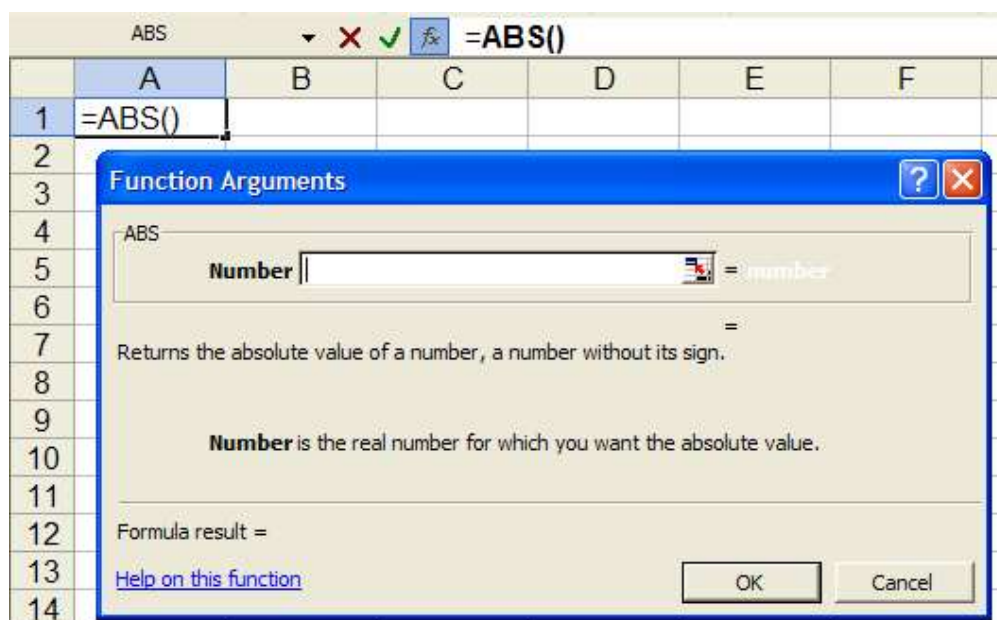 ABS fx =ABS()
A B C D E F
1 =ABS()
2
Function Arguments ?
3
4 ABS
5 Number = number
6
=
7 Returns the absolute value of a number, a number without its sign.
8
9
Number is the real number for which you want the absolute value.
10
11
12 Formula result =
13 Help on this function OK Cancel
14